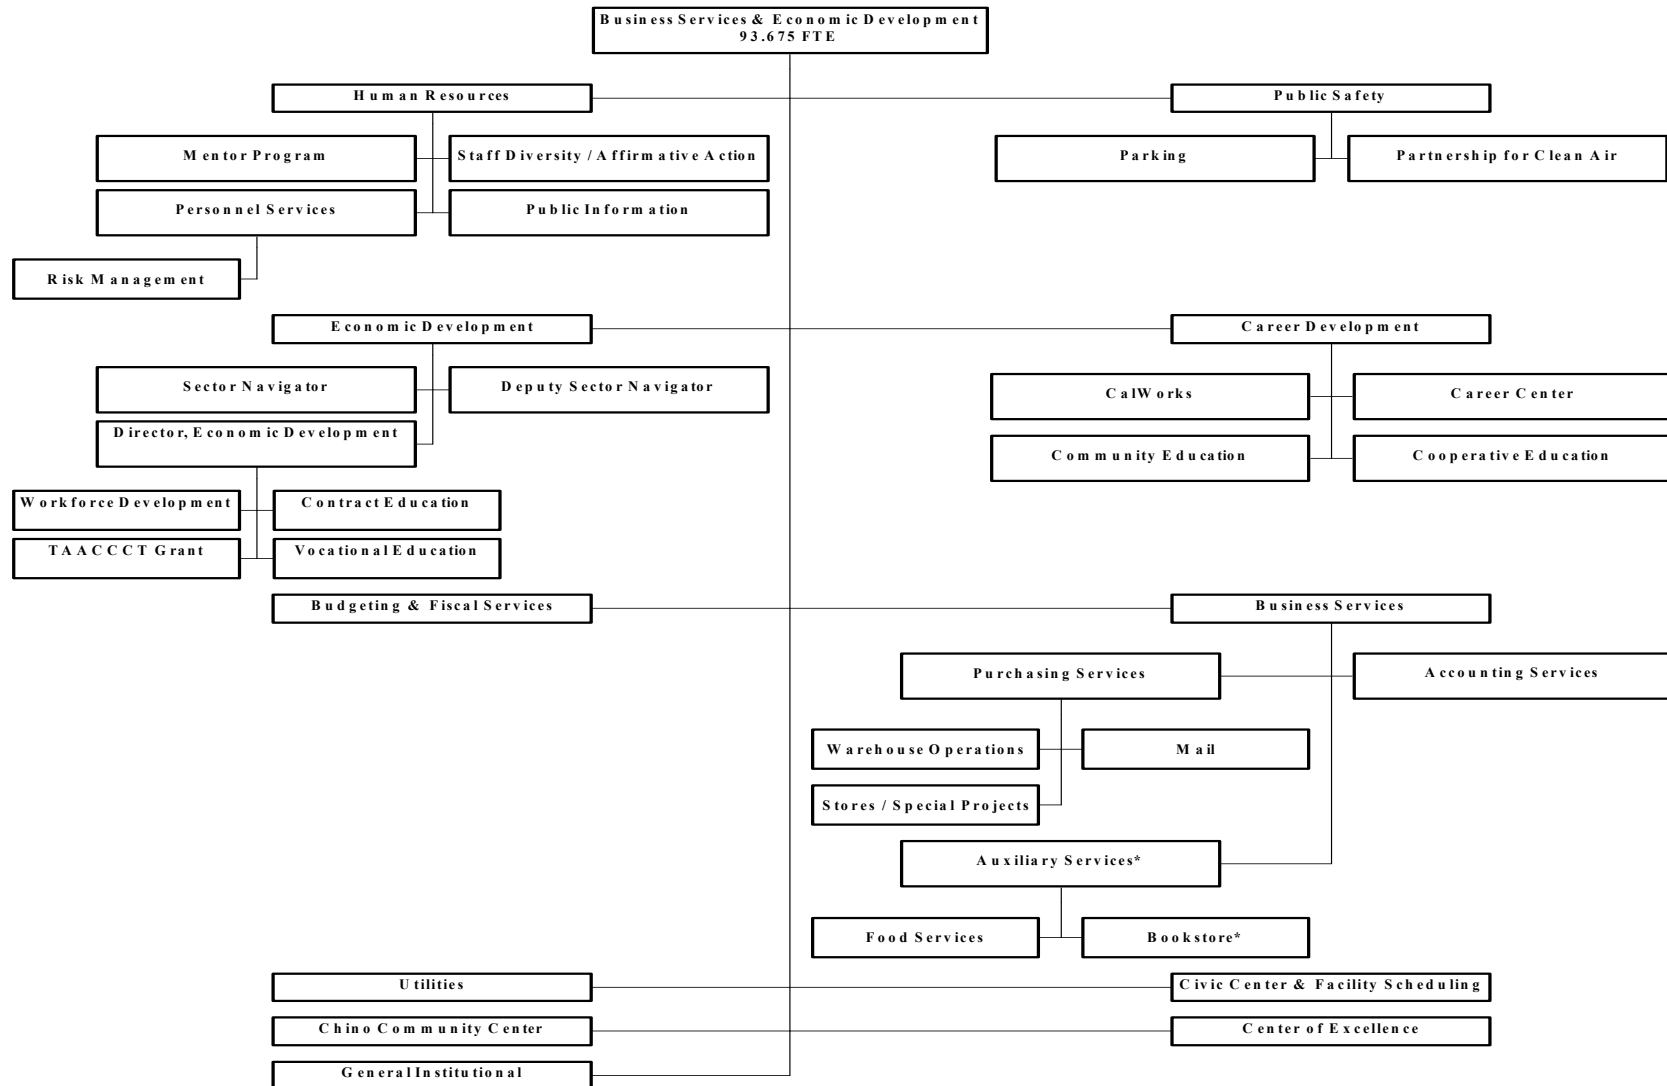 Business Services & Economic Development
93.675 FTE
Human Resources
Public Safety
Mentor Program
Staff Diversity / Affirmative Action
Parking
Partnership for Clean Air
Personnel Services
Public Information
Risk Management
Economic Development
Career Development
Sector Navigator
Deputy Sector Navigator
CalWorks
Career Center
Director, Economic Development
Community Education
Cooperative Education
Workforce Development
Contract Education
TAACCCT Grant
Vocational Education
Budgeting & Fiscal Services
Business Services
Purchasing Services
Accounting Services
Warehouse Operations
Mail
Stores / Special Projects
Auxiliary Services*
Food Services
Bookstore*
Utilities
Civic Center & Facility Scheduling
Chino Community Center
Center of Excellence
General Institutional